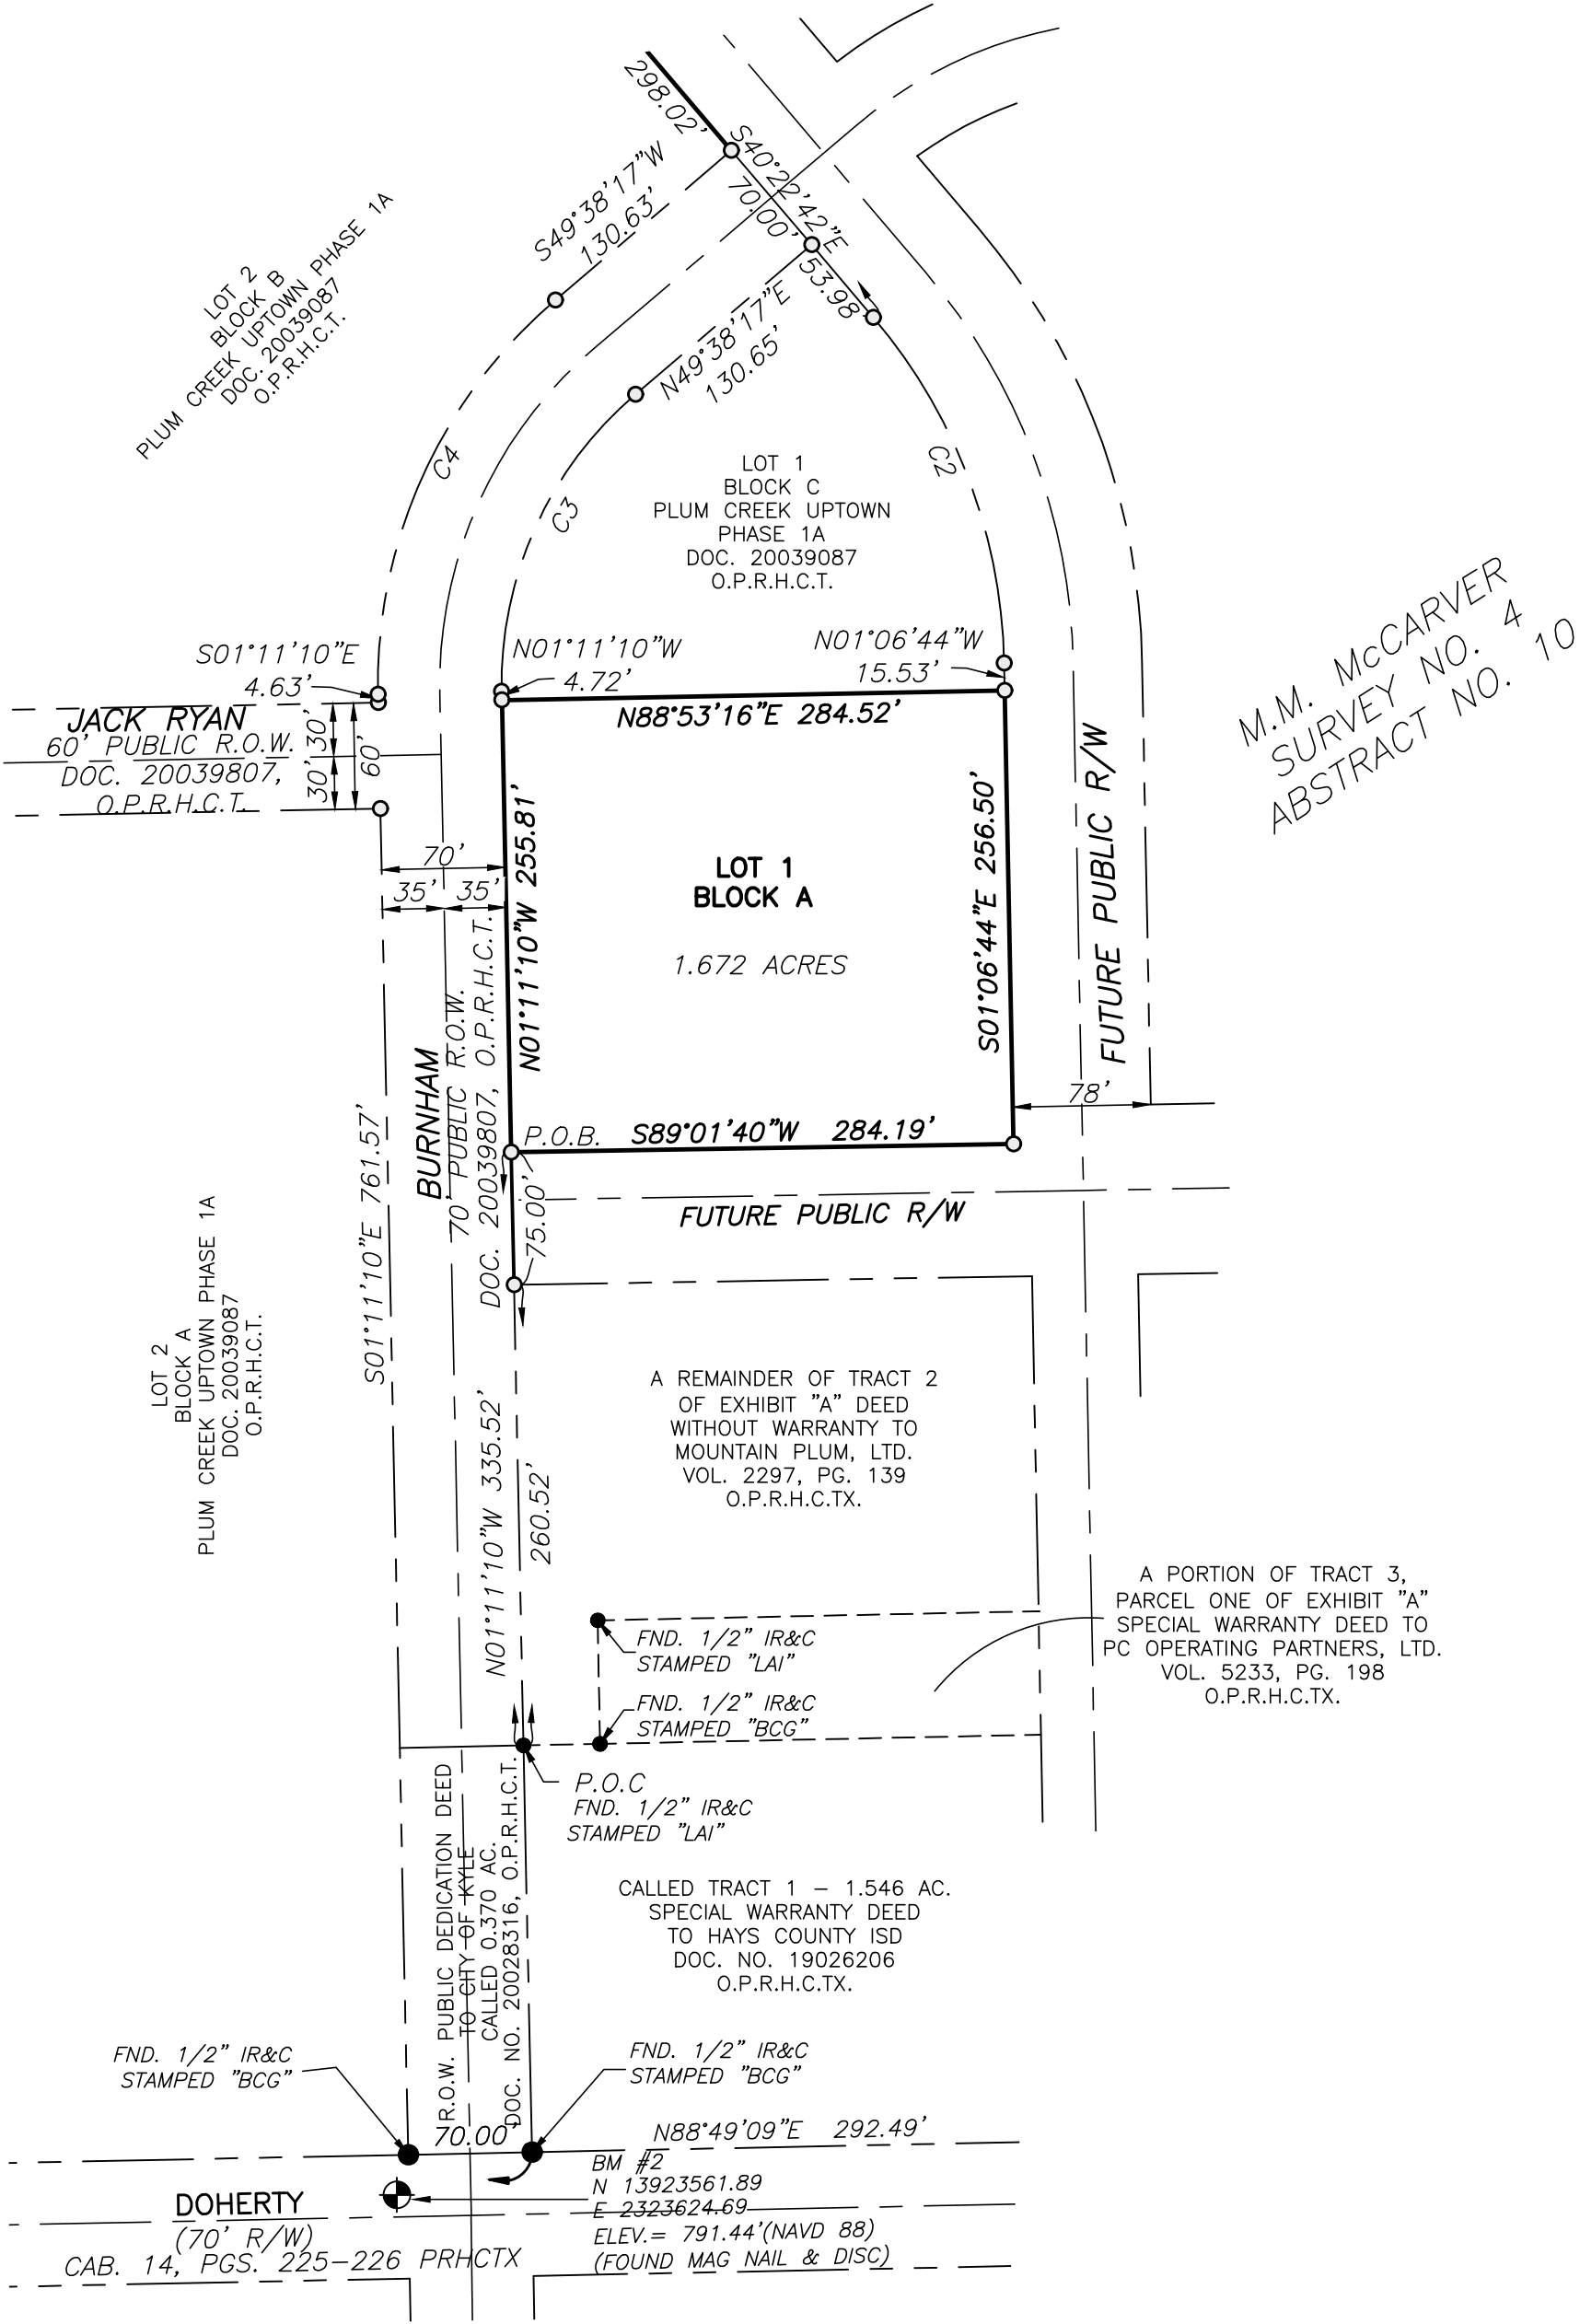 298.02'
S40°22'42"E
70.00'
53.98'
S49°38'17"W
130.63'
N49°38'17"E
130.65'
LOT 2
BLOCK B
PLUM CREEK UPTOWN PHASE 1A
DOC. 20039087
O.P.R.H.C.T.
C4
C3
C2
LOT 1
BLOCK C
PLUM CREEK UPTOWN
PHASE 1A
DOC. 20039087
O.P.R.H.C.T.
M.M. McCARVER
SURVEY NO. 4
ABSTRACT NO. 10
S01°11'10"E
4.63'
N01°11'10"W
4.72'
N01°06'44"W
15.53'
N88°53'16"E 284.52'
JACK RYAN
60' PUBLIC R.O.W.
DOC. 20039807,
O.P.R.H.C.T.
30'
30'
60'
70'
35'
35'
N01°11'10"W 255.81'
LOT 1
BLOCK A
1.672 ACRES
S01°06'44"E 256.50'
FUTURE PUBLIC R/W
78'
BURNHAM
70' PUBLIC R.O.W.
DOC. 20039807, O.P.R.H.C.T.
P.O.B.
S89°01'40"W 284.19'
75.00'
FUTURE PUBLIC R/W
S01°11'10"E 761.57'
LOT 2
BLOCK A
PLUM CREEK UPTOWN PHASE 1A
DOC. 20039087
O.P.R.H.C.T.
N01°11'10"W 335.52'
260.52'
A REMAINDER OF TRACT 2
OF EXHIBIT "A" DEED
WITHOUT WARRANTY TO
MOUNTAIN PLUM, LTD.
VOL. 2297, PG. 139
O.P.R.H.C.TX.
A PORTION OF TRACT 3,
PARCEL ONE OF EXHIBIT "A"
SPECIAL WARRANTY DEED TO
PC OPERATING PARTNERS, LTD.
VOL. 5233, PG. 198
O.P.R.H.C.TX.
FND. 1/2" IR&C
STAMPED "LAI"
FND. 1/2" IR&C
STAMPED "BCG"
P.O.C
FND. 1/2" IR&C
STAMPED "LAI"
R.O.W. PUBLIC DEDICATION DEED
TO CITY OF KYLE
CALLED 0.370 AC.
DOC. NO. 20028316, O.P.R.H.C.T.
CALLED TRACT 1 - 1.546 AC.
SPECIAL WARRANTY DEED
TO HAYS COUNTY ISD
DOC. NO. 19026206
O.P.R.H.C.TX.
FND. 1/2" IR&C
STAMPED "BCG"
FND. 1/2" IR&C
STAMPED "BCG"
70.00'
N88°49'09"E 292.49'
BM #2
N 13923561.89
E 2323624.69
ELEV.= 791.44'(NAVD 88)
(FOUND MAG NAIL & DISC)
DOHERTY
(70' R/W)
CAB. 14, PGS. 225-226 PRHCTX